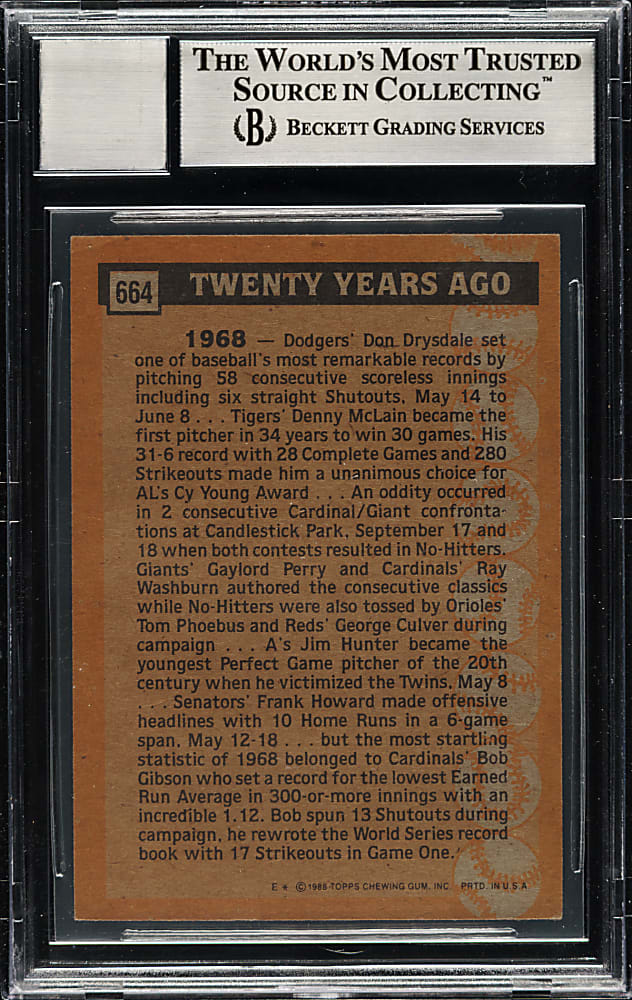 THE WORLD'S MOST TRUSTED
SOURCE IN COLLECTING™
B BECKETT GRADING SERVICES
664 TWENTY YEARS AGO
1968 — Dodgers' Don Drysdale set
one of baseball's most remarkable records by
pitching 58 consecutive scoreless innings
including six straight Shutouts, May 14 to
June 8 . . . Tigers' Denny McLain became the
first pitcher in 34 years to win 30 games. His
31-6 record with 28 Complete Games and 280
Strikeouts made him a unanimous choice for
AL's Cy Young Award . . . An oddity occurred
in 2 consecutive Cardinal/Giant confronta-
tions at Candlestick Park, September 17 and
18 when both contests resulted in No-Hitters.
Giants' Gaylord Perry and Cardinals' Ray
Washburn authored the consecutive classics
while No-Hitters were also tossed by Orioles'
Tom Phoebus and Reds' George Culver during
campaign . . . A's Jim Hunter became the
youngest Perfect Game pitcher of the 20th
century when he victimized the Twins, May 8
. . . Senators' Frank Howard made offensive
headlines with 10 Home Runs in a 6-game
span, May 12-18 . . . but the most startling
statistic of 1968 belonged to Cardinals' Bob
Gibson who set a record for the lowest Earned
Run Average in 300-or-more innings with an
incredible 1.12. Bob spun 13 Shutouts during
campaign, he rewrote the World Series record
book with 17 Strikeouts in Game One.
E * © 1988 TOPPS CHEWING GUM, INC. PRTD. IN U.S.A.